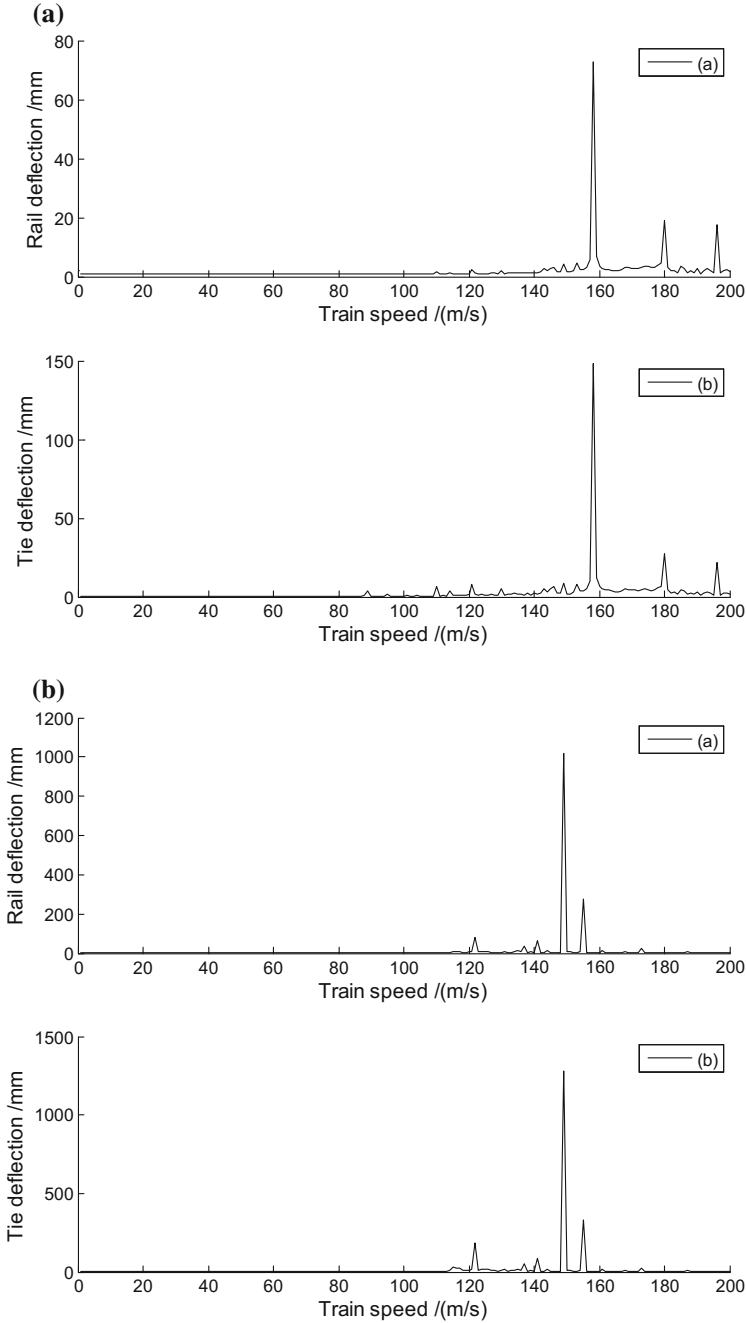 (a)
80
60
40
20
0
Rail deflection /mm
(a)
0 20 40 60 80 100 120 140 160 180 200
Train speed /(m/s)
150
100
50
0
Tie deflection /mm
(b)
0 20 40 60 80 100 120 140 160 180 200
Train speed /(m/s)
(b)
1200
1000
800
600
400
200
0
Rail deflection /mm
(a)
0 20 40 60 80 100 120 140 160 180 200
Train speed /(m/s)
1500
1000
500
0
Tie deflection /mm
(b)
0 20 40 60 80 100 120 140 160 180 200
Train speed /(m/s)